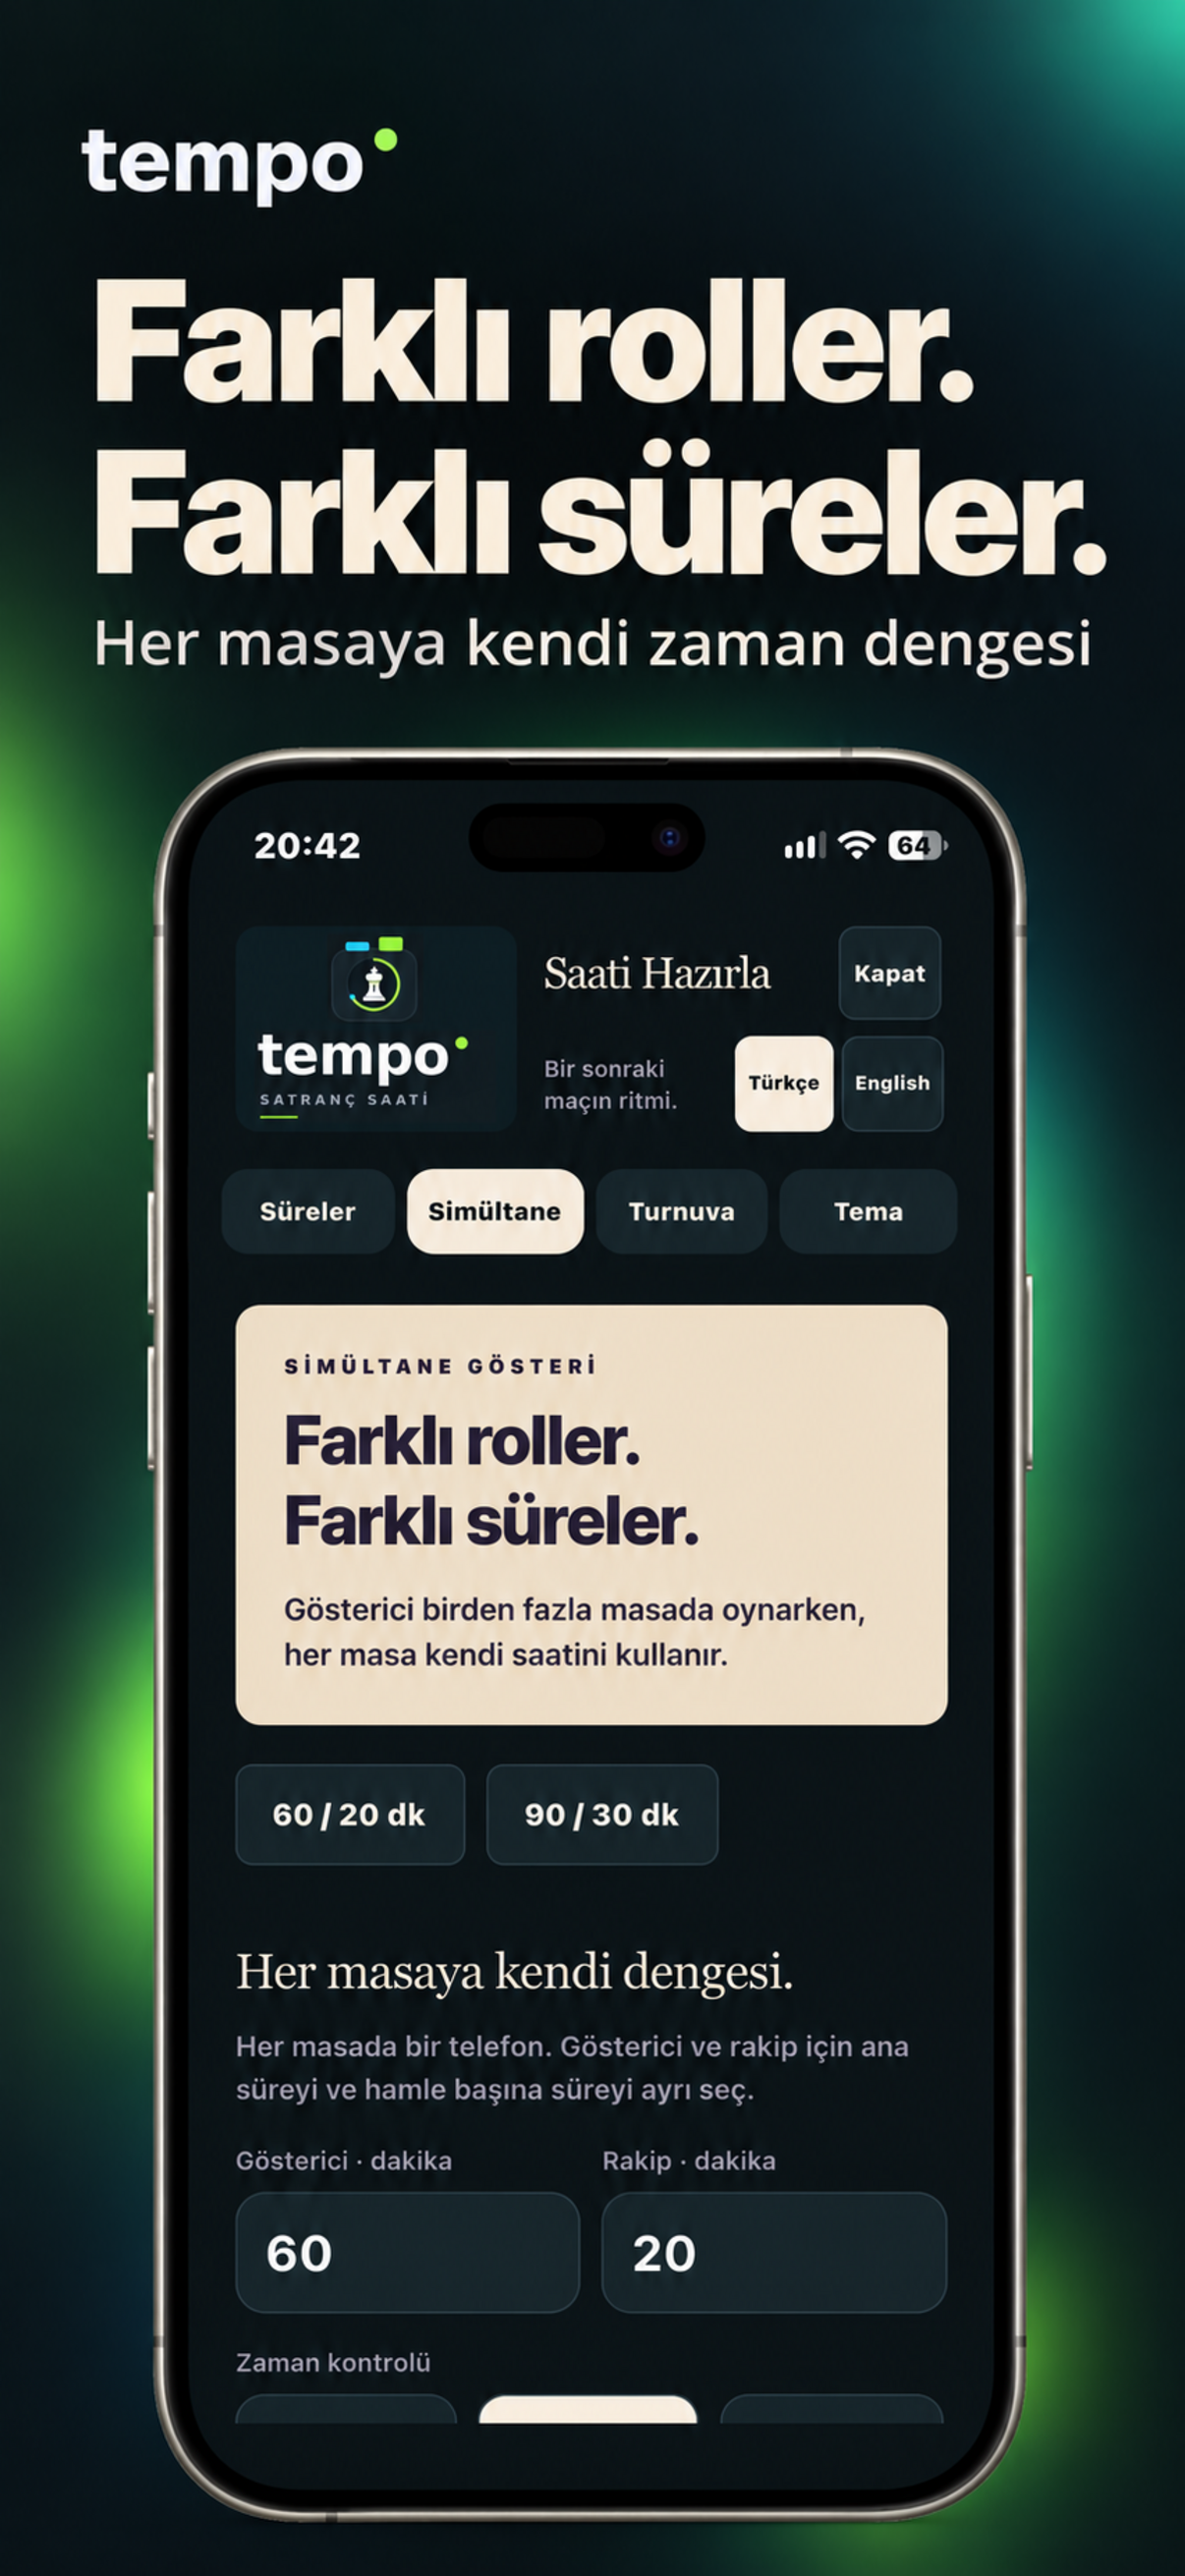 tempo
Farklı roller.
Farklı süreler.
Her masaya kendi zaman dengesi
20:42
64
tempo
SATRANÇ SAATİ
Saati Hazırla
Kapat
Bir sonraki
maçın ritmi.
Türkçe
English
Süreler
Simültane
Turnuva
Tema
SİMÜLTANE GÖSTERİ
Farklı roller.
Farklı süreler.
Gösterici birden fazla masada oynarken,
her masa kendi saatini kullanır.
60 / 20 dk
90 / 30 dk
Her masaya kendi dengesi.
Her masada bir telefon. Gösterici ve rakip için ana
süreyi ve hamle başına süreyi ayrı seç.
Gösterici · dakika
Rakip · dakika
60
20
Zaman kontrolü